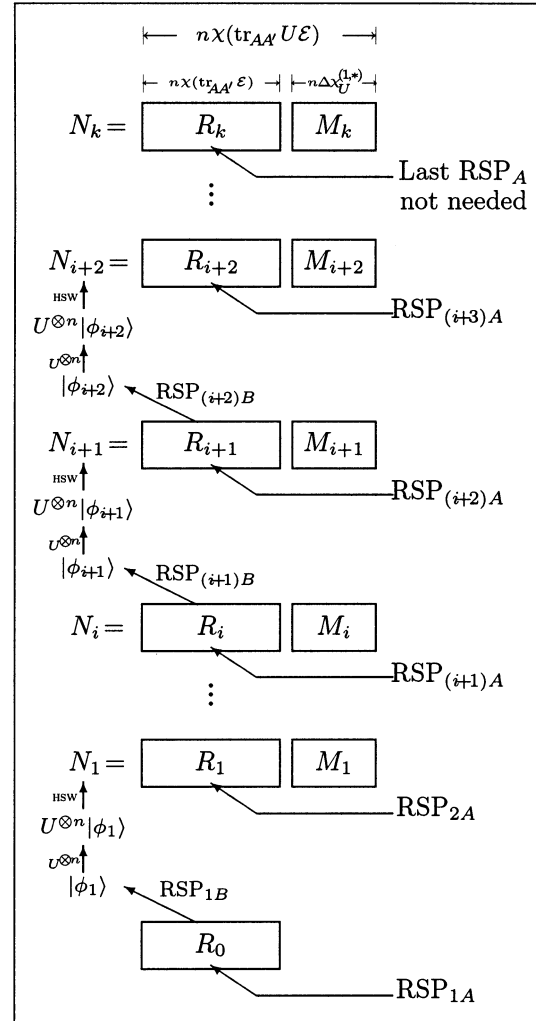 nχ(tr_{AA′} Uℰ)
nχ(tr_{AA′} ℰ) nΔχ_U^{(1,*)}
N_k = R_k M_k
Last RSP_A
not needed
⋮
N_{i+2} = R_{i+2} M_{i+2}
HSW
RSP_{(i+3)A}
U^{⊗n}|ϕ_{i+2}⟩
U^{⊗n}
|ϕ_{i+2}⟩ RSP_{(i+2)B}
N_{i+1} = R_{i+1} M_{i+1}
HSW
RSP_{(i+2)A}
U^{⊗n}|ϕ_{i+1}⟩
U^{⊗n}
|ϕ_{i+1}⟩ RSP_{(i+1)B}
N_i = R_i M_i
RSP_{(i+1)A}
⋮
N_1 = R_1 M_1
HSW
RSP_{2A}
U^{⊗n}|ϕ_1⟩
U^{⊗n}
|ϕ_1⟩ RSP_{1B}
R_0
RSP_{1A}